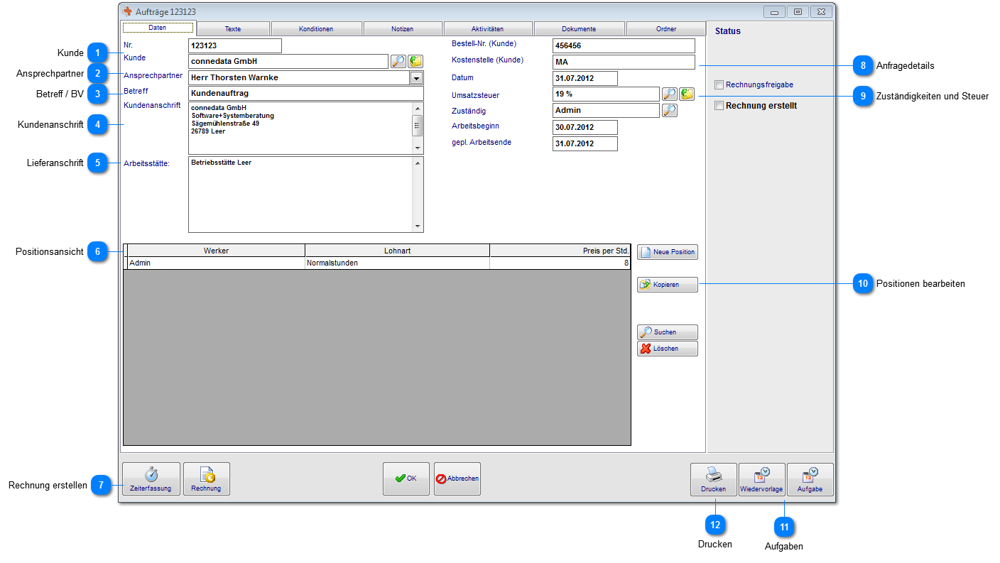 Aufträge 123123
Daten Texte Konditionen Notizen Aktivitäten Dokumente Ordner
Status
Nr. 123123
Kunde connedata GmbH
Ansprechpartner Herr Thorsten Warnke
Betreff Kundenauftrag
Kundenanschrift connedata GmbH
Software+Systemberatung
Sägemühlenstraße 49
26789 Leer
Arbeitsstätte: Betriebsstätte Leer
Bestell-Nr. (Kunde) 456456
Kostenstelle (Kunde) MA
Datum 31.07.2012
Umsatzsteuer 19 %
Zuständig Admin
Arbeitsbeginn 30.07.2012
gepl. Arbeitsende 31.07.2012
Rechnungsfreigabe
Rechnung erstellt
Werker Lohnart Preis per Std.
Admin Normalstunden 8
Neue Position
Kopieren
Suchen
Löschen
Zeiterfassung Rechnung OK Abbrechen Drucken Wiedervorlage Aufgabe
Kunde 1
Ansprechpartner 2
Betreff / BV 3
Kundenanschrift 4
Lieferanschrift 5
Positionsansicht 6
Rechnung erstellen 7
8 Anfragedetails
9 Zuständigkeiten und Steuer
10 Positionen bearbeiten
12
Drucken
11
Aufgaben